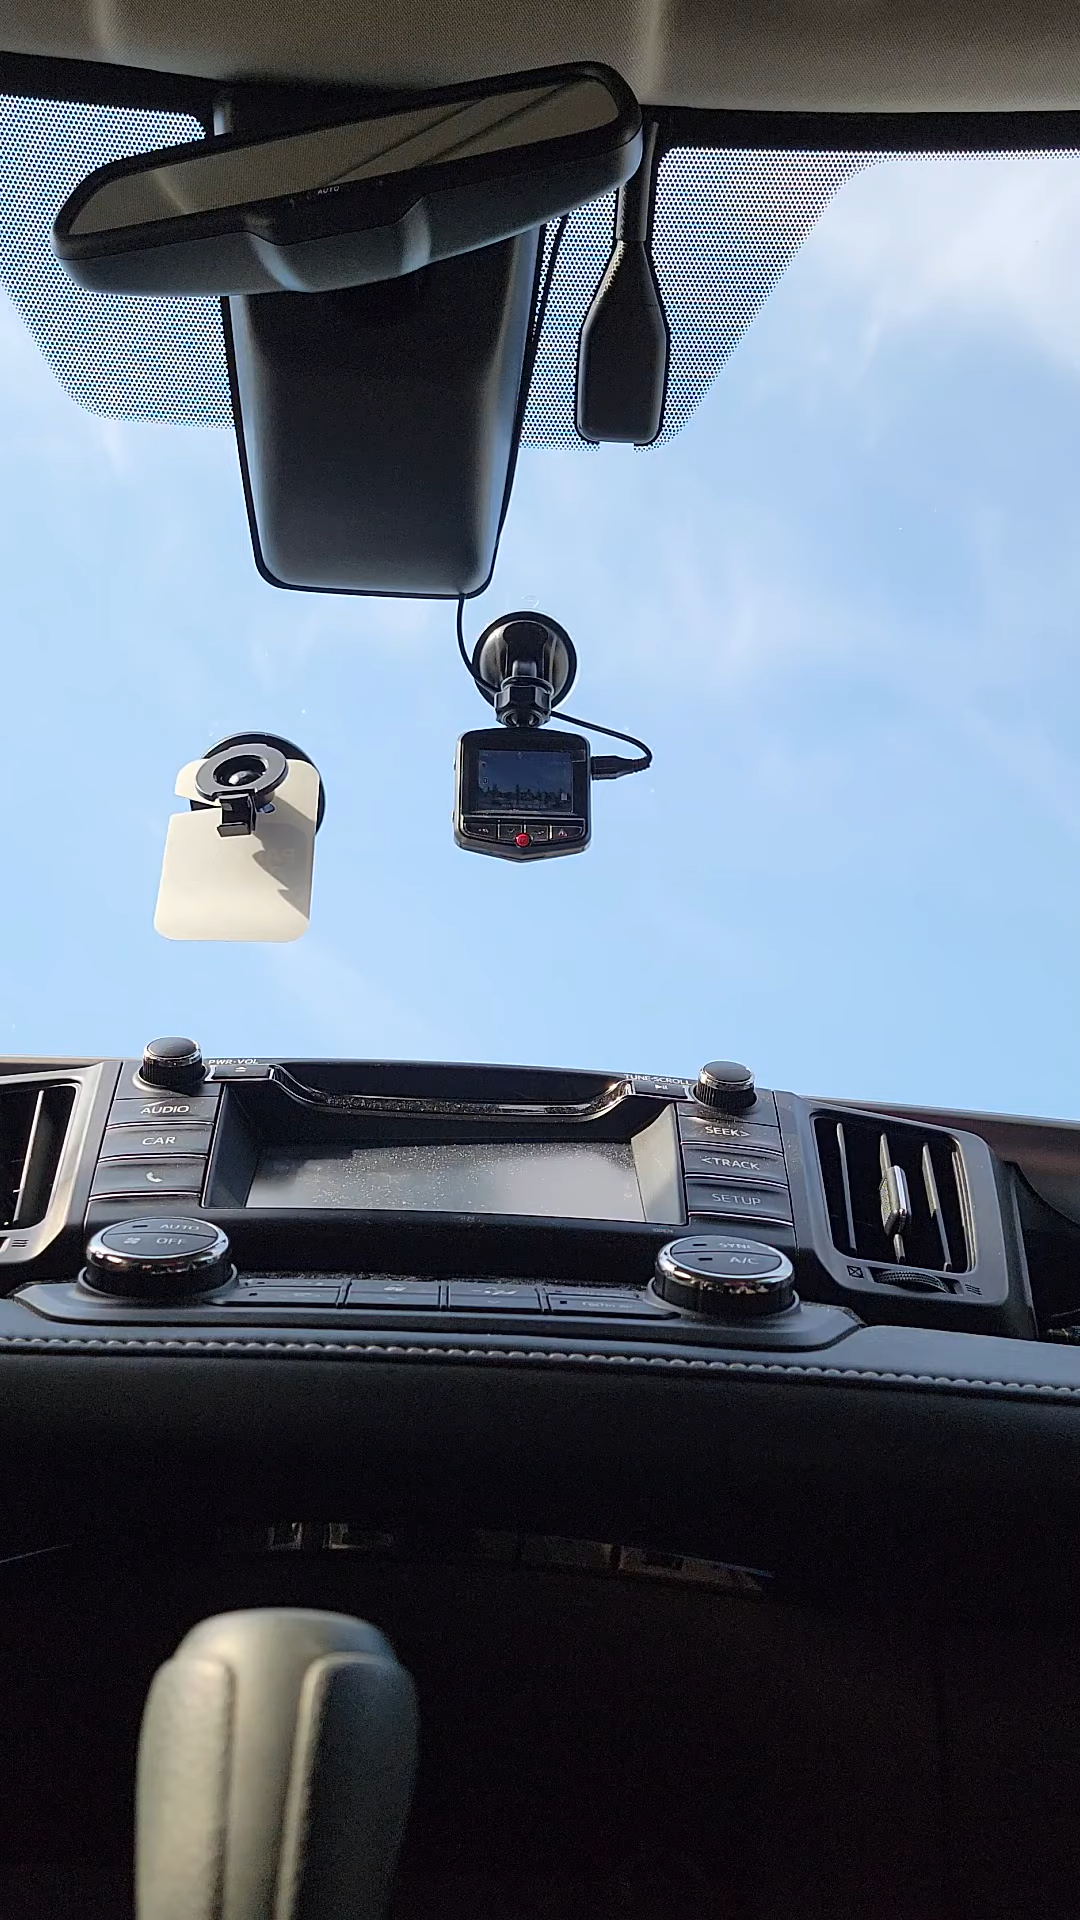 AUTO
PWR•VOL
TUNE•SCROLL
AUDIO
CAR
SEEK>
<TRACK
SETUP
AUTO
OFF
SYNC
A/C